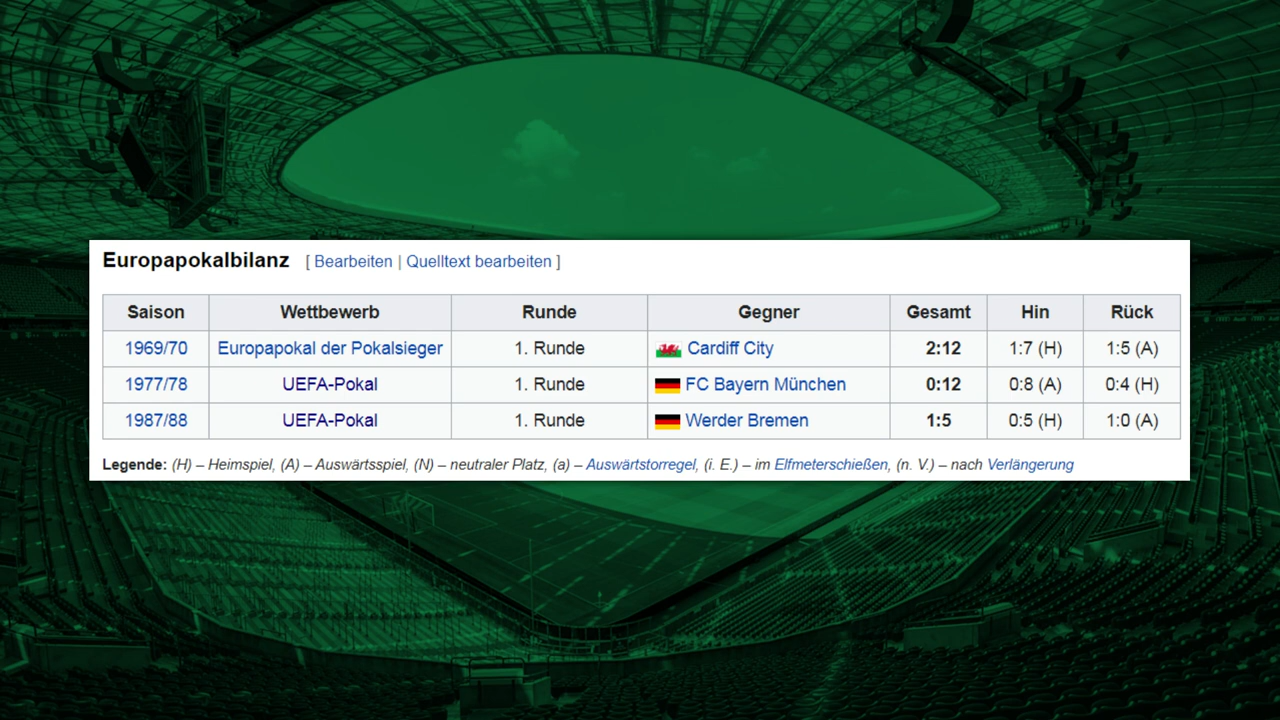 Europapokalbilanz [ Bearbeiten | Quelltext bearbeiten ]
Saison Wettbewerb Runde Gegner Gesamt Hin Rück
1969/70 Europapokal der Pokalsieger 1. Runde Cardiff City 2:12 1:7 (H) 1:5 (A)
1977/78 UEFA-Pokal 1. Runde FC Bayern München 0:12 0:8 (A) 0:4 (H)
1987/88 UEFA-Pokal 1. Runde Werder Bremen 1:5 0:5 (H) 1:0 (A)
Legende: (H) – Heimspiel, (A) – Auswärtsspiel, (N) – neutraler Platz, (a) – Auswärtstorregel, (i. E.) – im Elfmeterschießen, (n. V.) – nach Verlängerung